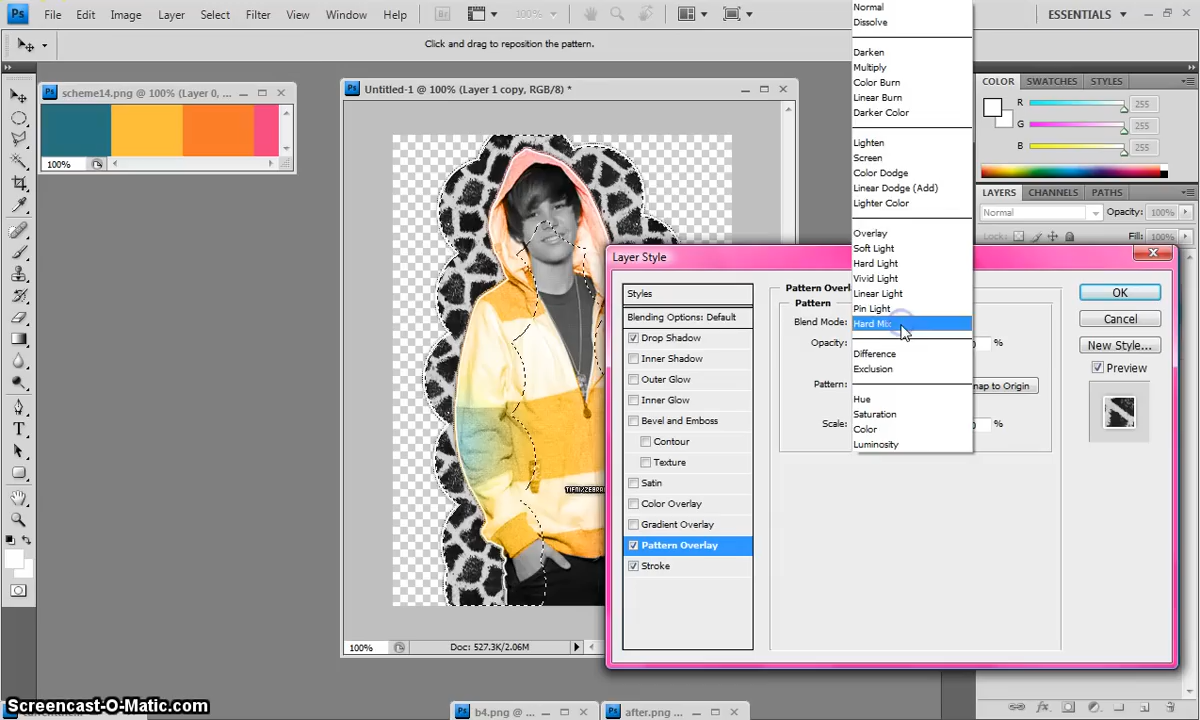 Ps File Edit Image Layer Select Filter View Window Help Br 100% ESSENTIALS
Click and drag to reposition the pattern.
scheme14.png @ 100% (Layer 0, ...
100%
Untitled-1 @ 100% (Layer 1 copy, RGB/8) *
100% Doc: 527.3K/2.06M
Normal
Dissolve
Darken
Multiply
Color Burn
Linear Burn
Darker Color
Lighten
Screen
Color Dodge
Linear Dodge (Add)
Lighter Color
Overlay
Soft Light
Hard Light
Vivid Light
Linear Light
Pin Light
Hard Mix
Difference
Exclusion
Hue
Saturation
Color
Luminosity
COLOR SWATCHES STYLES
R 255
G 255
B 255
LAYERS CHANNELS PATHS
Normal Opacity: 100%
Lock: Fill: 100%
Layer Style
Styles
Blending Options: Default
Drop Shadow
Inner Shadow
Outer Glow
Inner Glow
Bevel and Emboss
Contour
Texture
Satin
Color Overlay
Gradient Overlay
Pattern Overlay
Stroke
Pattern
Blend Mode:
Opacity: %
Pattern:
Scale: %
OK
Cancel
New Style...
Preview
b4.png @ ...
after.png ...
Screencast-O-Matic.com